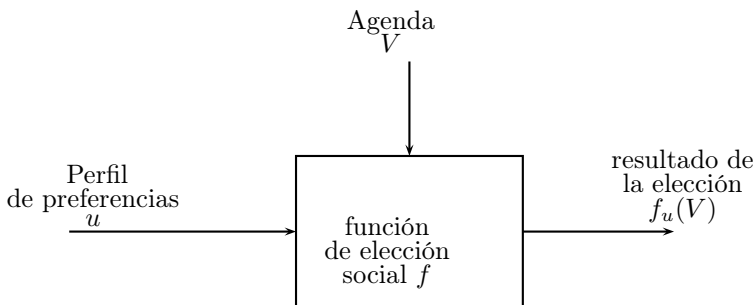 Agenda
V
Perfil
de preferencias
u
función
de elección
social f
resultado de
la elección
f_u(V)